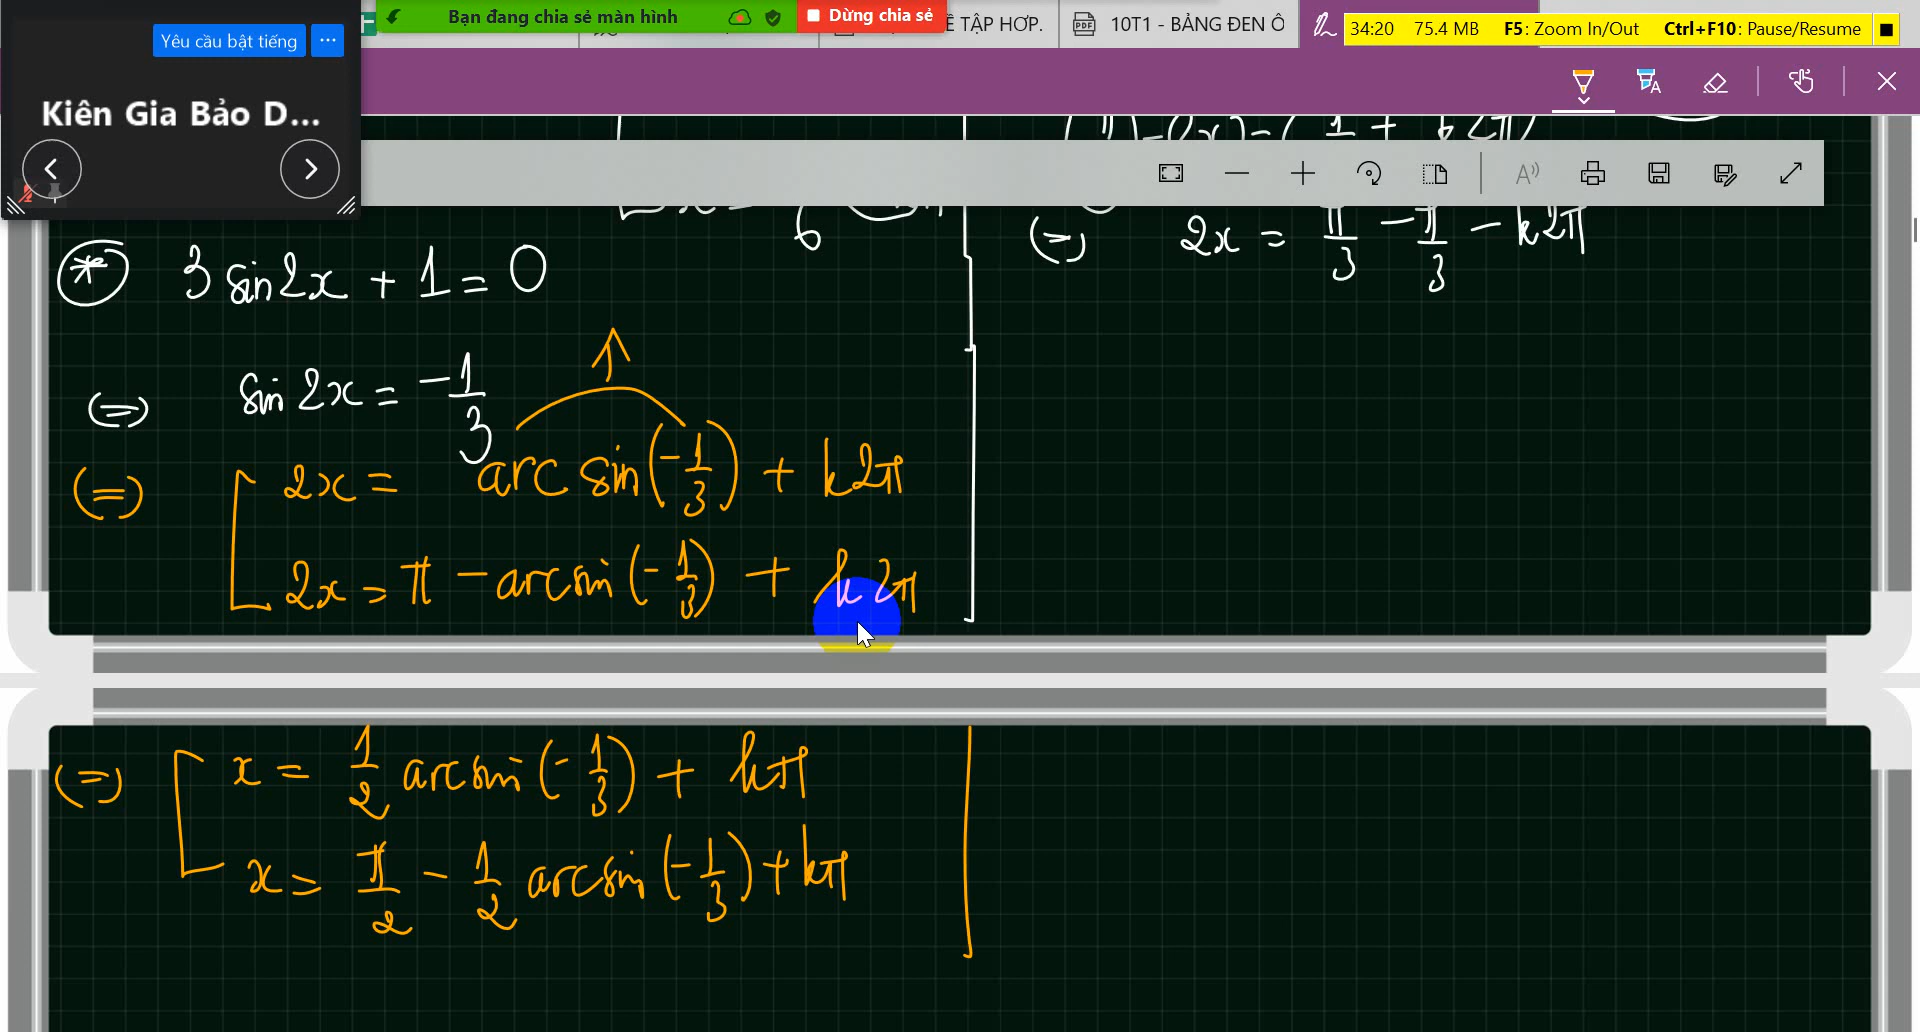 Yêu cầu bật tiếng ...
Kiên Gia Bảo D...
Bạn đang chia sẻ màn hình
Dừng chia sẻ
Ề TẬP HƠP.
10T1 - BẢNG ĐEN Ô
34:20 75.4 MB F5: Zoom In/Out Ctrl+F10: Pause/Resume
6
(=) 2x = π/3 - π/3 - k2π
* 3 sin2x + 1 = 0
(=) sin 2x = -1/3
(=) [ 2x = arcsin(-1/3) + k2π
2x = π - arcsin(-1/3) + k2π
(=) [ x = 1/2 arcsin(-1/3) + kπ
x = π/2 - 1/2 arcsin(-1/3) + kπ